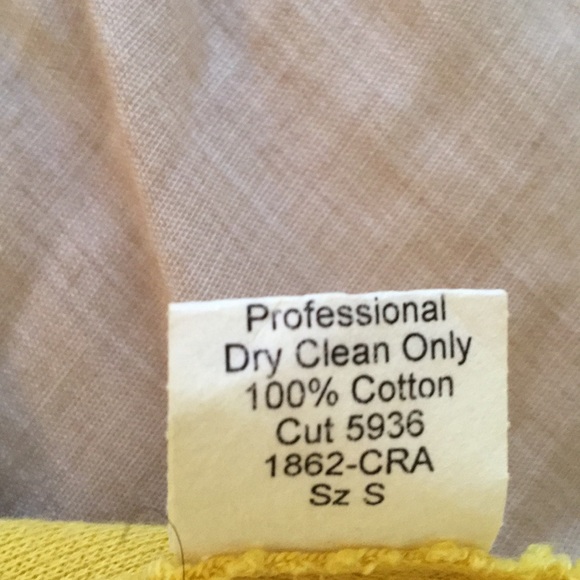 Professional
Dry Clean Only
100% Cotton
Cut 5936
1862-CRA
Sz S